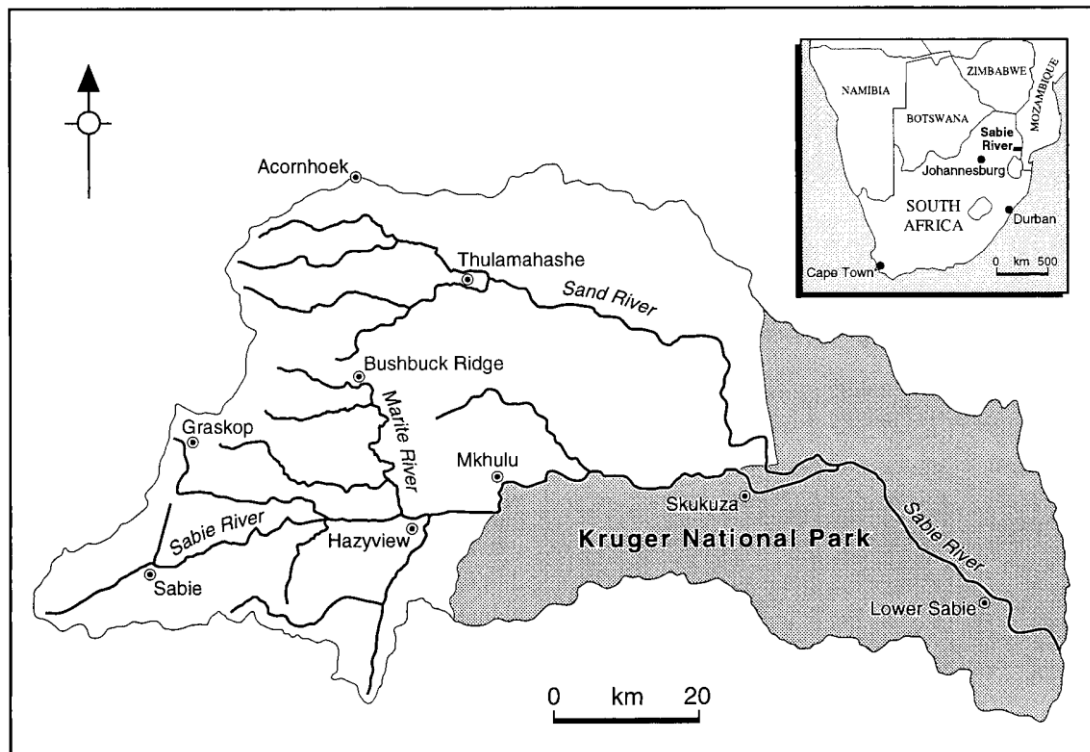 NAMIBIA
ZIMBABWE
MOZAMBIQUE
BOTSWANA
Sabie
River
Johannesburg
SOUTH
AFRICA
Durban
0 km 500
Cape Town
Acornhoek
Thulamahashe
Sand River
Bushbuck Ridge
Marite River
Graskop
Mkhulu
Skukuza
Sabie River
Hazyview
Kruger National Park
Sabie River
Sabie
Lower Sabie
0 km 20